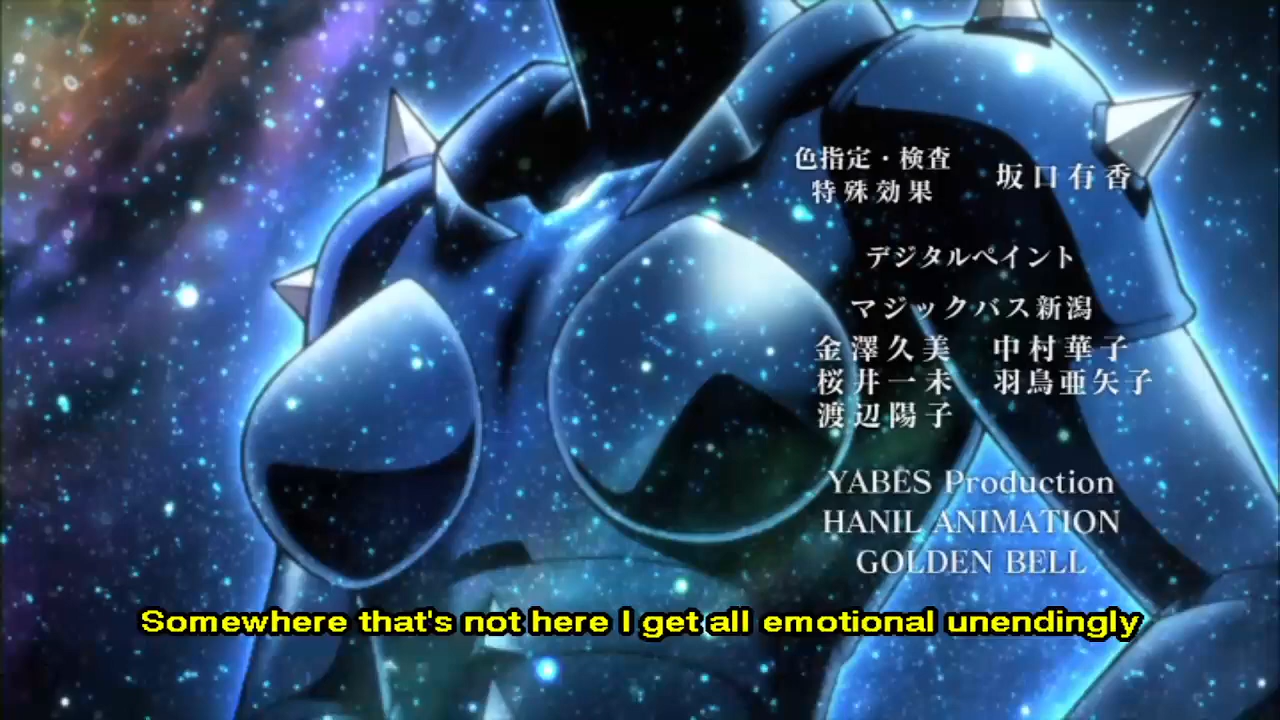 色指定・検査
特殊効果
坂口有香
デジタルペイント
マジックバス新潟
金澤久美 中村華子
桜井一未 羽鳥亜矢子
渡辺陽子
YABES Production
HANIL ANIMATION
GOLDEN BELL
Somewhere that's not here I get all emotional unendingly